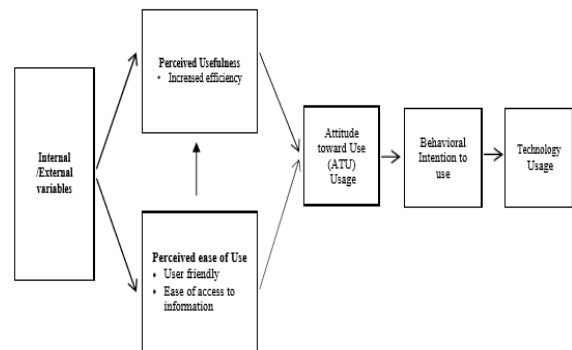 Internal
/External
variables
Perceived Usefulness
• Increased efficiency
Perceived ease of Use
• User friendly
• Ease of access to
information
Attitude
toward Use
(ATU)
Usage
Behavioral
Intention to
use
Technology
Usage